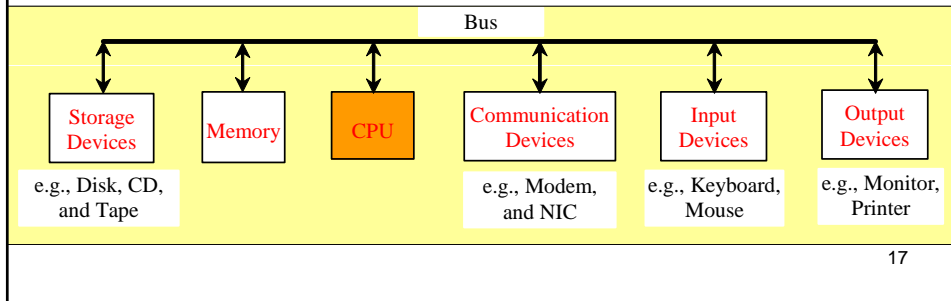 Bus
Storage
Devices
Memory
CPU
Communication
Devices
Input
Devices
Output
Devices
e.g., Disk, CD,
and Tape
e.g., Modem,
and NIC
e.g., Keyboard,
Mouse
e.g., Monitor,
Printer
17